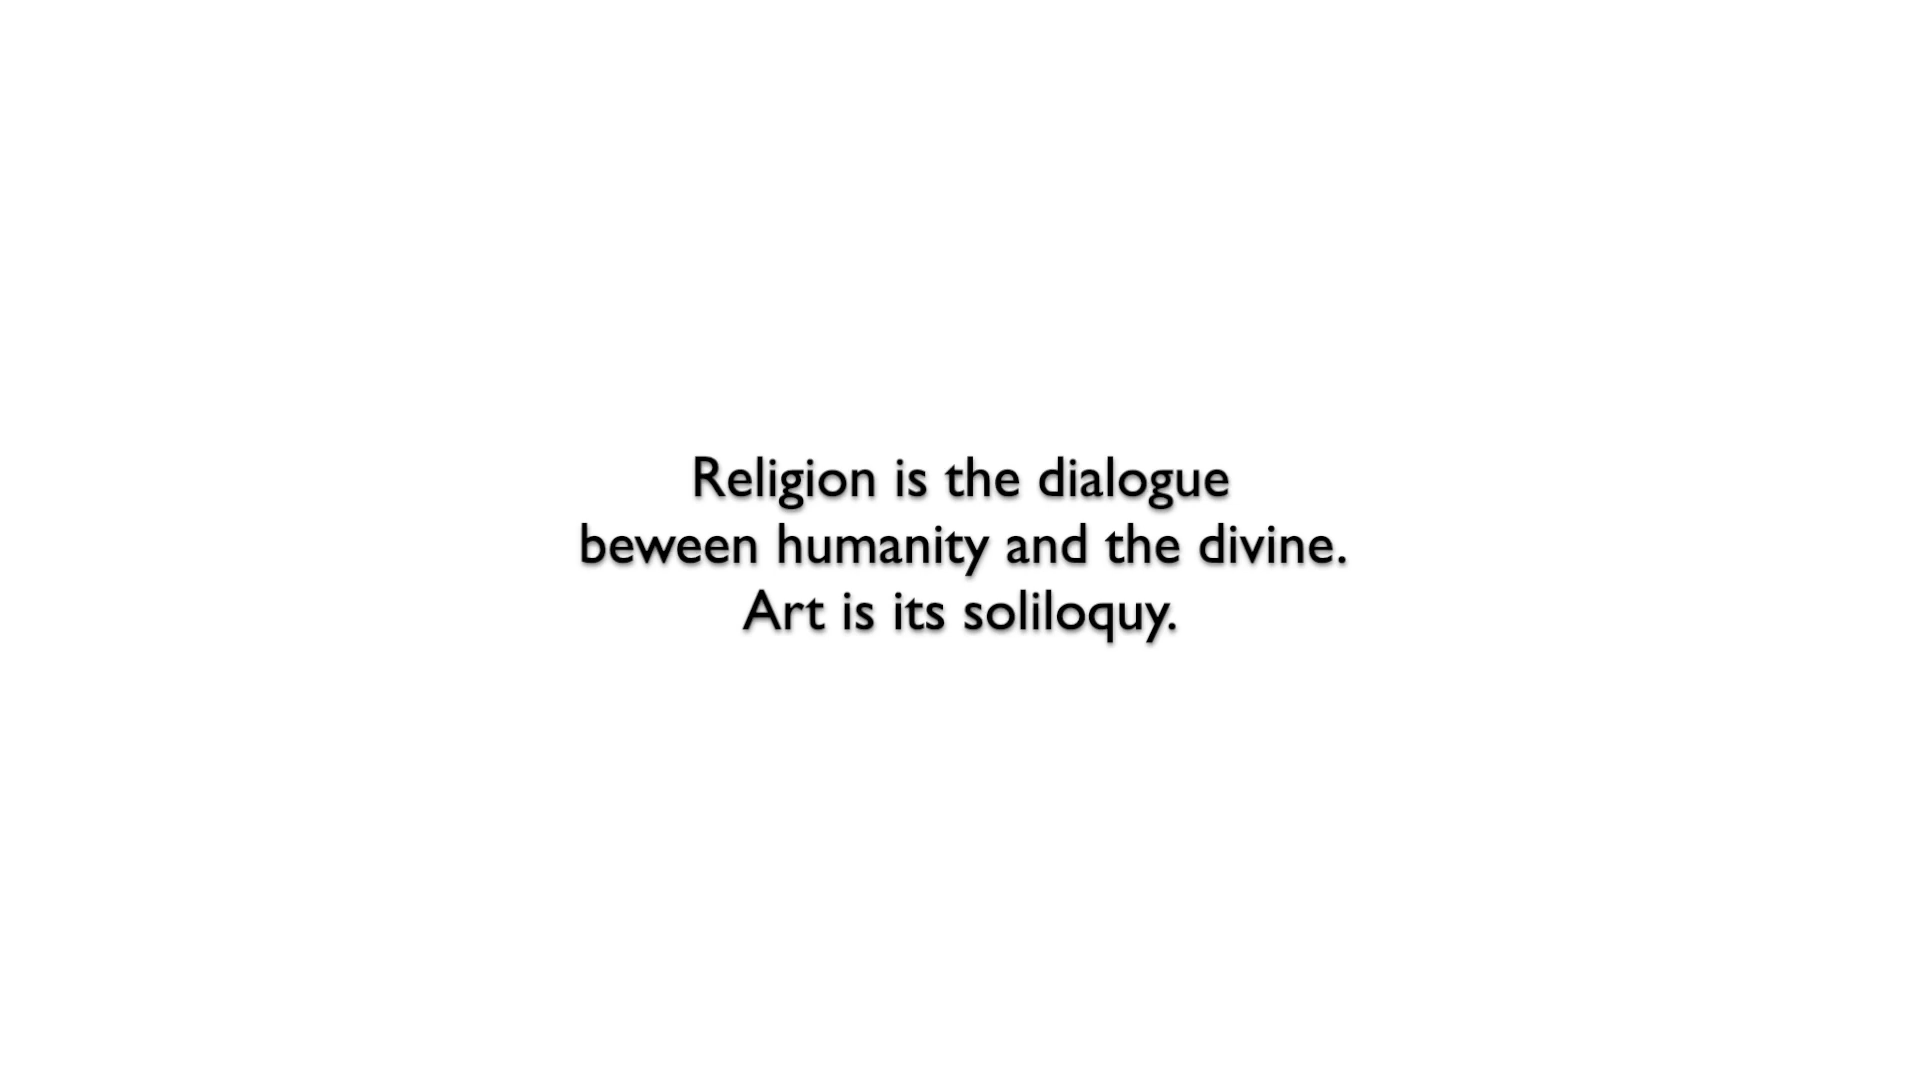 Religion is the dialogue
beween humanity and the divine.
Art is its soliloquy.